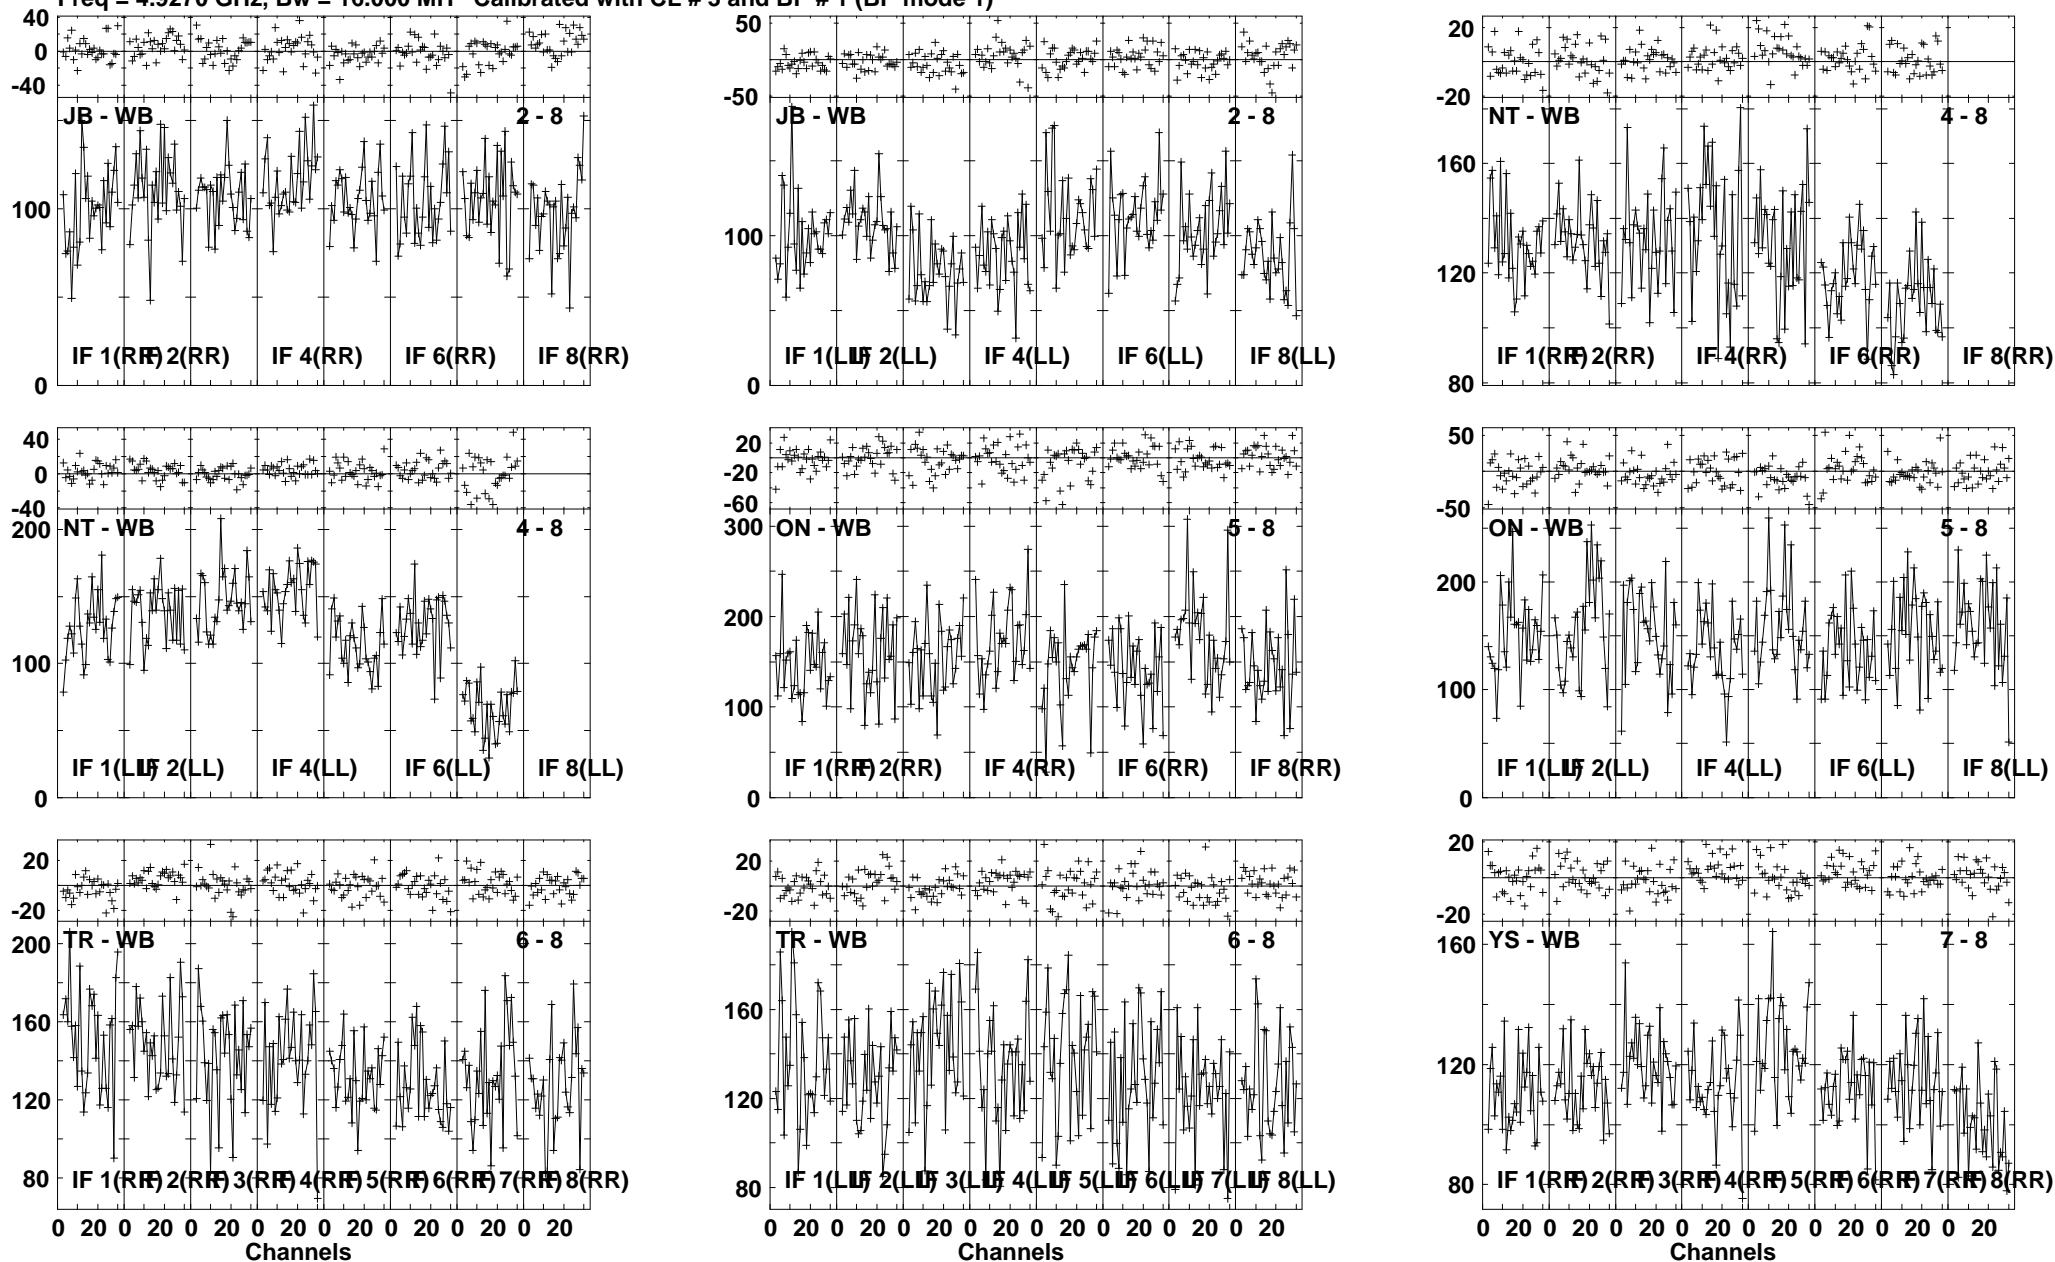 Freq = 4.9270 GHz, Bw = 16.000 MH Calibrated with CL # 3 and BP # 1 (BP mode 1)
40
0
-40
JB - WB 2 - 8
100
0
IF 1(RR) IF 2(RR) IF 4(RR) IF 6(RR) IF 8(RR)
50
-50
JB - WB 2 - 8
100
0
IF 1(LL) IF 2(LL) IF 4(LL) IF 6(LL) IF 8(LL)
20
-20
NT - WB 4 - 8
160
120
80
IF 1(RR) IF 2(RR) IF 4(RR) IF 6(RR) IF 8(RR)
40
0
-40
200
NT - WB 4 - 8
100
0
IF 1(LL) IF 2(LL) IF 4(LL) IF 6(LL) IF 8(LL)
20
-20
-60
300
ON - WB 5 - 8
200
100
0
IF 1(RR) IF 2(RR) IF 4(RR) IF 6(RR) IF 8(RR)
50
-50
ON - WB 5 - 8
200
100
0
IF 1(LL) IF 2(LL) IF 4(LL) IF 6(LL) IF 8(LL)
20
-20
200
TR - WB 6 - 8
160
120
80
IF 1(RR) IF 2(RR) IF 3(RR) IF 4(RR) IF 5(RR) IF 6(RR) IF 7(RR) IF 8(RR)
0 20 0 20 0 20 0 20 0 20 0 20 0 20 0 20
Channels
20
-20
TR - WB 6 - 8
160
120
80
IF 1(LL) IF 2(LL) IF 3(LL) IF 4(LL) IF 5(LL) IF 6(LL) IF 7(LL) IF 8(LL)
0 20 0 20 0 20 0 20 0 20 0 20 0 20 0 20
Channels
20
-20
YS - WB 7 - 8
160
120
80
IF 1(RR) IF 2(RR) IF 3(RR) IF 4(RR) IF 5(RR) IF 6(RR) IF 7(RR) IF 8(RR)
0 20 0 20 0 20 0 20 0 20 0 20 0 20 0 20
Channels